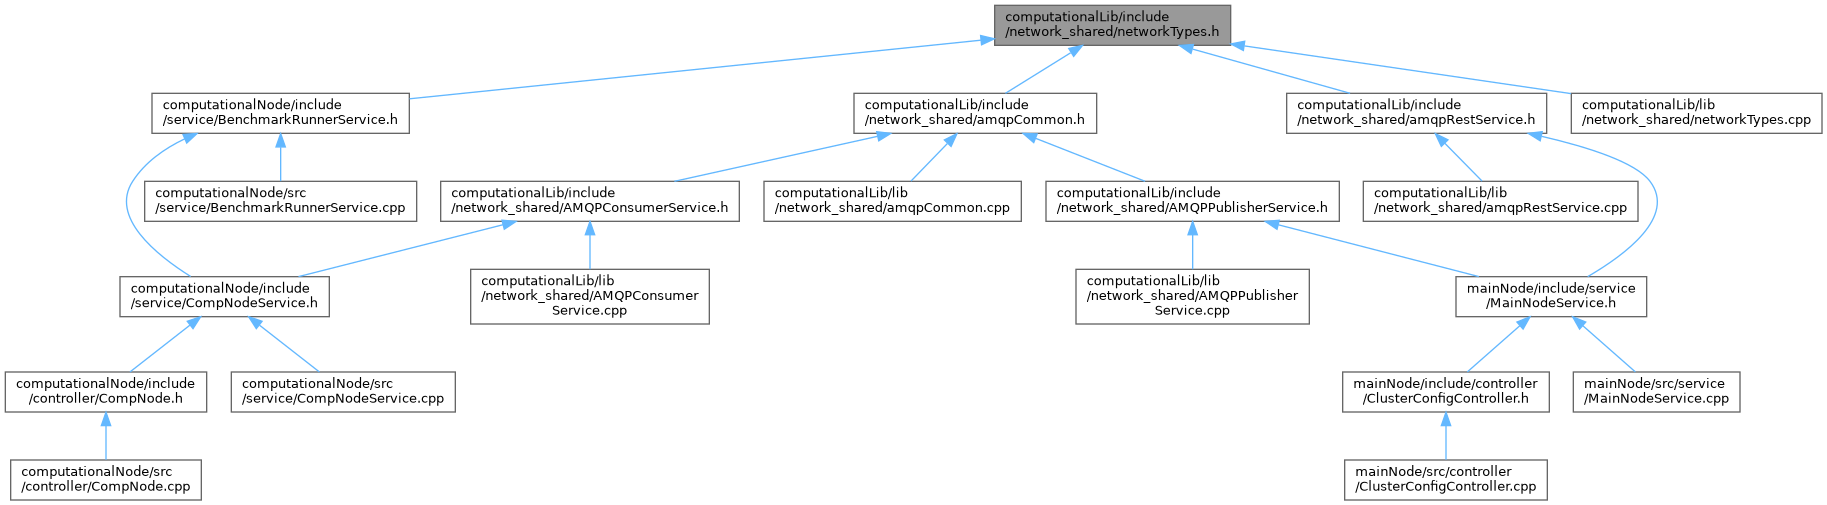 computationalLib/include
/network_shared/networkTypes.h
computationalNode/include
/service/BenchmarkRunnerService.h
computationalLib/include
/network_shared/amqpCommon.h
computationalLib/include
/network_shared/amqpRestService.h
computationalLib/lib
/network_shared/networkTypes.cpp
computationalNode/src
/service/BenchmarkRunnerService.cpp
computationalLib/include
/network_shared/AMQPConsumerService.h
computationalLib/lib
/network_shared/amqpCommon.cpp
computationalLib/include
/network_shared/AMQPPublisherService.h
computationalLib/lib
/network_shared/amqpRestService.cpp
computationalNode/include
/service/CompNodeService.h
computationalLib/lib
/network_shared/AMQPConsumer
Service.cpp
computationalLib/lib
/network_shared/AMQPPublisher
Service.cpp
mainNode/include/service
/MainNodeService.h
computationalNode/include
/controller/CompNode.h
computationalNode/src
/service/CompNodeService.cpp
mainNode/include/controller
/ClusterConfigController.h
mainNode/src/service
/MainNodeService.cpp
computationalNode/src
/controller/CompNode.cpp
mainNode/src/controller
/ClusterConfigController.cpp